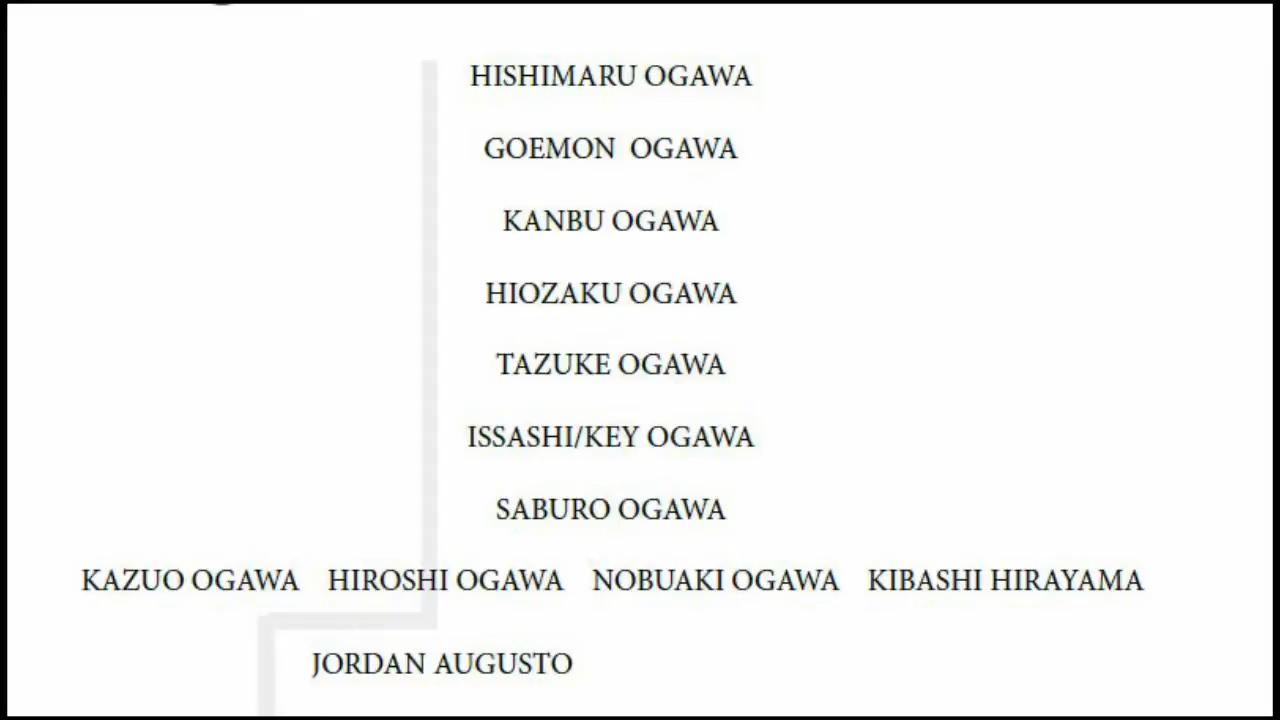 HISHIMARU OGAWA
GOEMON OGAWA
KANBU OGAWA
HIOZAKU OGAWA
TAZUKE OGAWA
ISSASHI/KEY OGAWA
SABURO OGAWA
KAZUO OGAWA HIROSHI OGAWA NOBUAKI OGAWA KIBASHI HIRAYAMA
JORDAN AUGUSTO